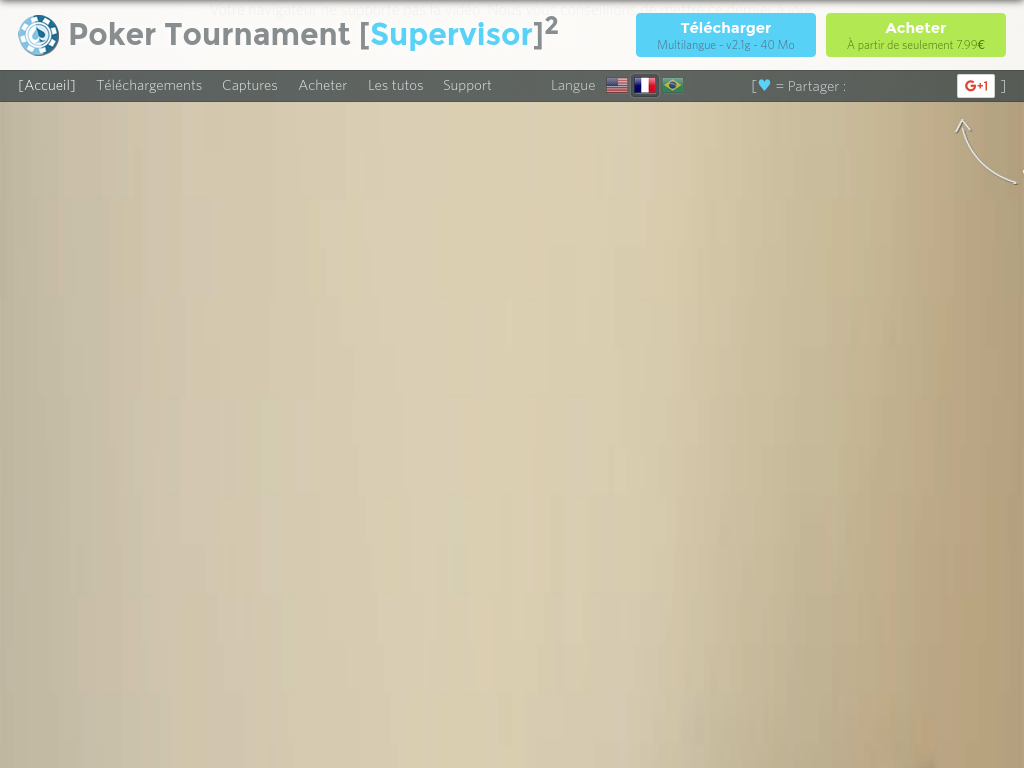 Votre navigateur ne supporte pas la vidéo. Nous vous conseillons
Poker Tournament [Supervisor]²
Télécharger
Multilangue - v2.1g - 40 Mo
Acheter
À partir de seulement 7.99€
[Accueil] Téléchargements Captures Acheter Les tutos Support Langue [♥ = Partager : G+1 ]